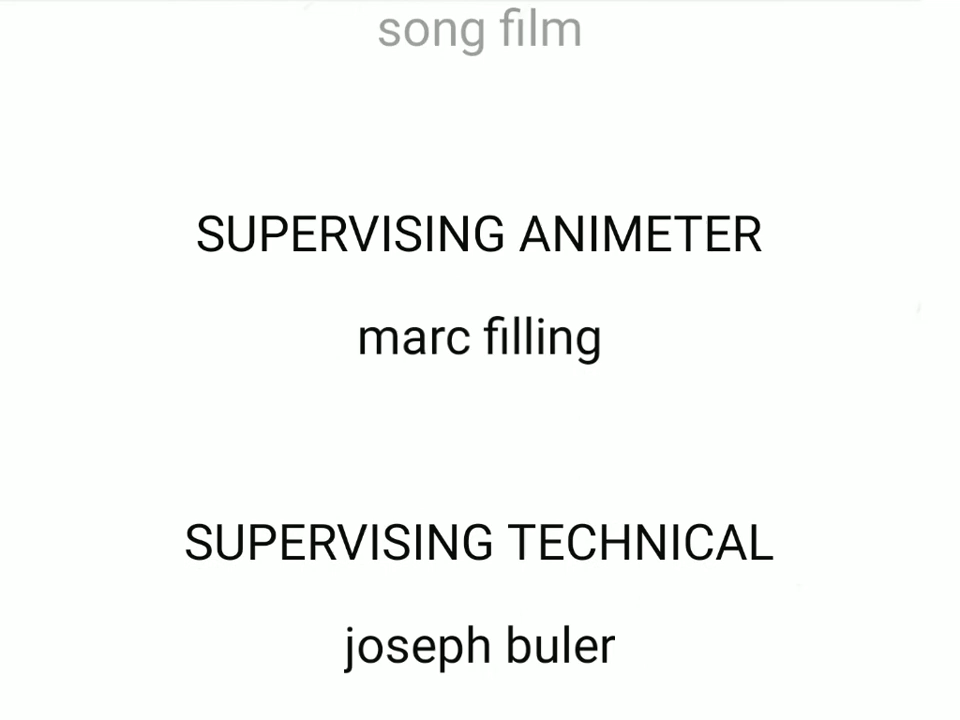 song film
SUPERVISING ANIMETER
marc filling
SUPERVISING TECHNICAL
joseph buler